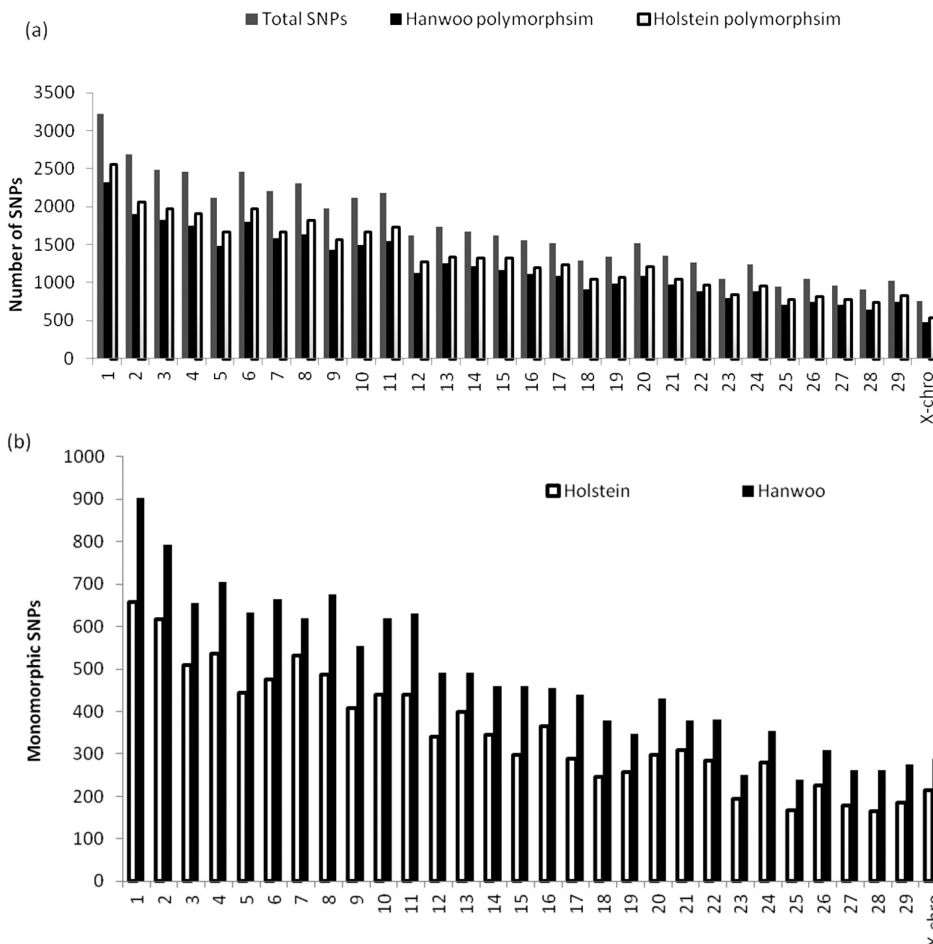 (a)
Total SNPs Hanwoo polymorphsim Holstein polymorphsim
Number of SNPs
3500
3000
2500
2000
1500
1000
500
0
1 2 3 4 5 6 7 8 9 10 11 12 13 14 15 16 17 18 19 20 21 22 23 24 25 26 27 28 29 X-chro
(b)
Holstein Hanwoo
Monomorphic SNPs
1000
900
800
700
600
500
400
300
200
100
0
1 2 3 4 5 6 7 8 9 10 11 12 13 14 15 16 17 18 19 20 21 22 23 24 25 26 27 28 29 X-chro